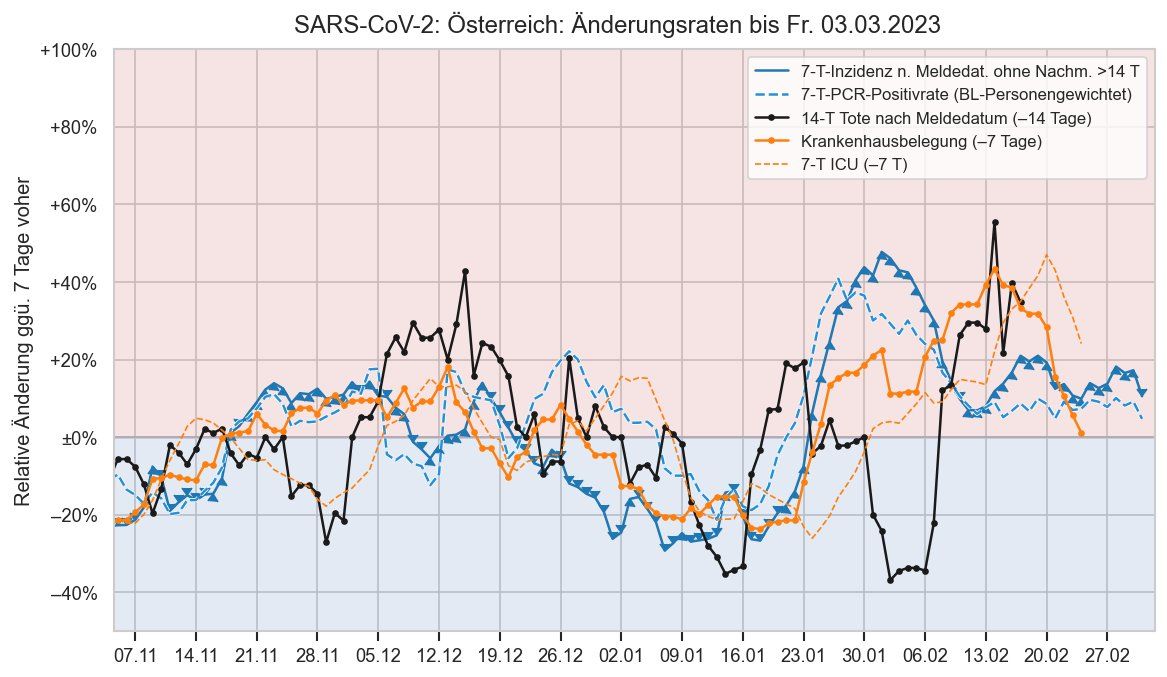 SARS-CoV-2: Österreich: Änderungsraten bis Fr. 03.03.2023
Relative Änderung ggü. 7 Tage voher
+100%
+80%
+60%
+40%
+20%
±0%
–20%
–40%
7-T-Inzidenz n. Meldedat. ohne Nachm. >14 T
7-T-PCR-Positivrate (BL-Personengewichtet)
14-T Tote nach Meldedatum (–14 Tage)
Krankenhausbelegung (–7 Tage)
7-T ICU (–7 T)
07.11 14.11 21.11 28.11 05.12 12.12 19.12 26.12 02.01 09.01 16.01 23.01 30.01 06.02 13.02 20.02 27.02